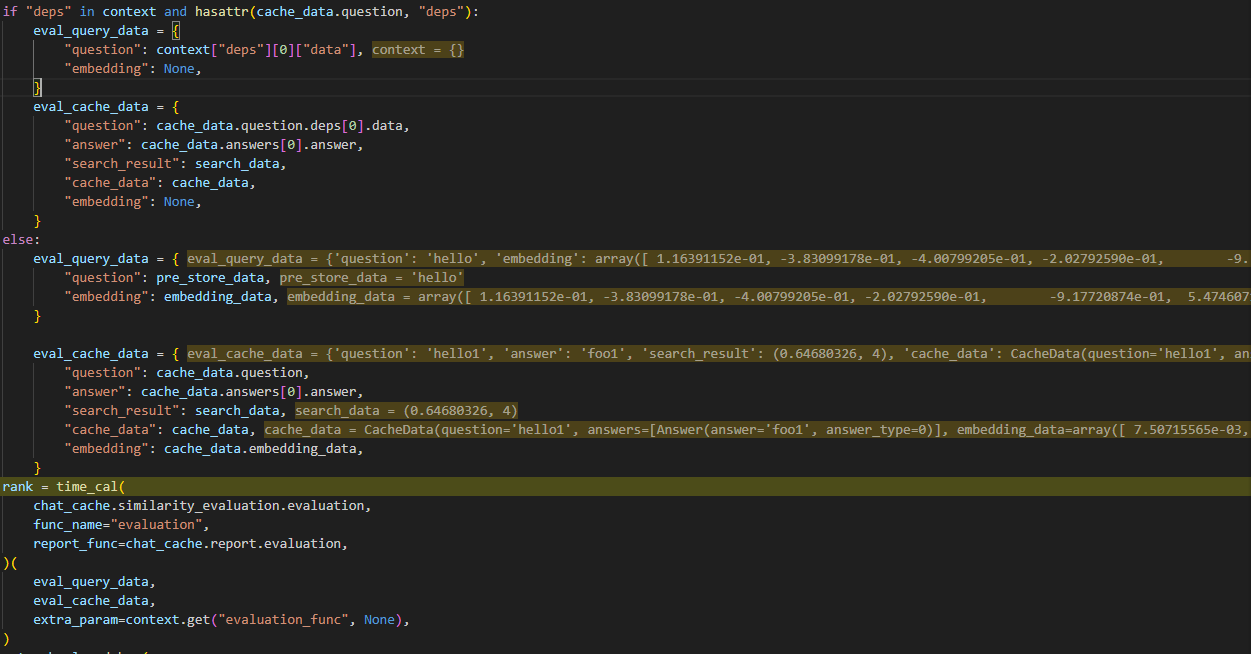 if "deps" in context and hasattr(cache_data.question, "deps"):
eval_query_data = {
"question": context["deps"][0]["data"], context = {}
"embedding": None,
}
eval_cache_data = {
"question": cache_data.question.deps[0].data,
"answer": cache_data.answers[0].answer,
"search_result": search_data,
"cache_data": cache_data,
"embedding": None,
}
else:
eval_query_data = { eval_query_data = {'question': 'hello', 'embedding': array([ 1.16391152e-01, -3.83099178e-01, -4.00799205e-01, -2.02792590e-01, -9.
"question": pre_store_data, pre_store_data = 'hello'
"embedding": embedding_data, embedding_data = array([ 1.16391152e-01, -3.83099178e-01, -4.00799205e-01, -2.02792590e-01, -9.17720874e-01, 5.474607
}
eval_cache_data = { eval_cache_data = {'question': 'hello1', 'answer': 'foo1', 'search_result': (0.64680326, 4), 'cache_data': CacheData(question='hello1', an
"question": cache_data.question,
"answer": cache_data.answers[0].answer,
"search_result": search_data, search_data = (0.64680326, 4)
"cache_data": cache_data, cache_data = CacheData(question='hello1', answers=[Answer(answer='foo1', answer_type=0)], embedding_data=array([ 7.50715565e-03,
"embedding": cache_data.embedding_data,
}
rank = time_cal(
chat_cache.similarity_evaluation.evaluation,
func_name="evaluation",
report_func=chat_cache.report.evaluation,
)(
eval_query_data,
eval_cache_data,
extra_param=context.get("evaluation_func", None),
)